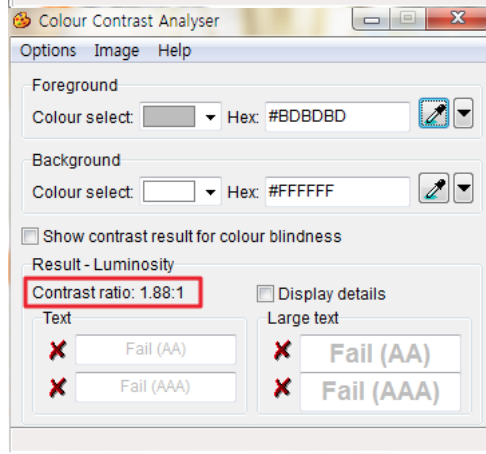 Colour Contrast Analyser
Options Image Help
Foreground
Colour select: Hex: #BDBDBD
Background
Colour select: Hex: #FFFFFF
Show contrast result for colour blindness
Result - Luminosity
Contrast ratio: 1.88:1 Display details
Text Large text
Fail (AA) Fail (AA)
Fail (AAA) Fail (AAA)